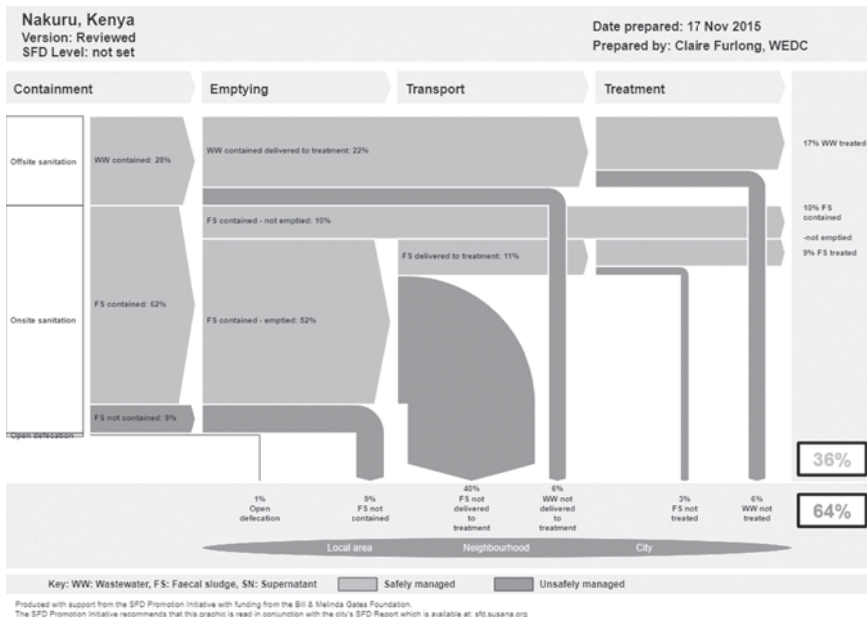 Nakuru, Kenya
Version: Reviewed
SFD Level: not set
Date prepared: 17 Nov 2015
Prepared by: Claire Furlong, WEDC
Containment
Emptying
Transport
Treatment
Offsite sanitation
WW contained: 28%
WW contained delivered to treatment: 22%
17% WW treated
FS contained - not emptied: 10%
10% FS
contained
-not emptied
FS delivered to treatment: 11%
9% FS treated
Onsite sanitation
FS contained: 62%
FS contained - emptied: 52%
FS not contained: 9%
Open defecation
36%
1%
Open
defecation
9%
FS not
contained
40%
FS not
delivered
to
treatment
6%
WW not
delivered
to
treatment
3%
FS not
treated
6%
WW not
treated
64%
Local area
Neighbourhood
City
Key: WW: Wastewater, FS: Faecal sludge, SN: Supernatant
Safely managed
Unsafely managed
Produced with support from the SFD Promotion Initiative with funding from the Bill & Melinda Gates Foundation.
The SFD Promotion Initiative recommends that this graphic is read in conjunction with the city's SFD Report which is available at: sfd.susana.org